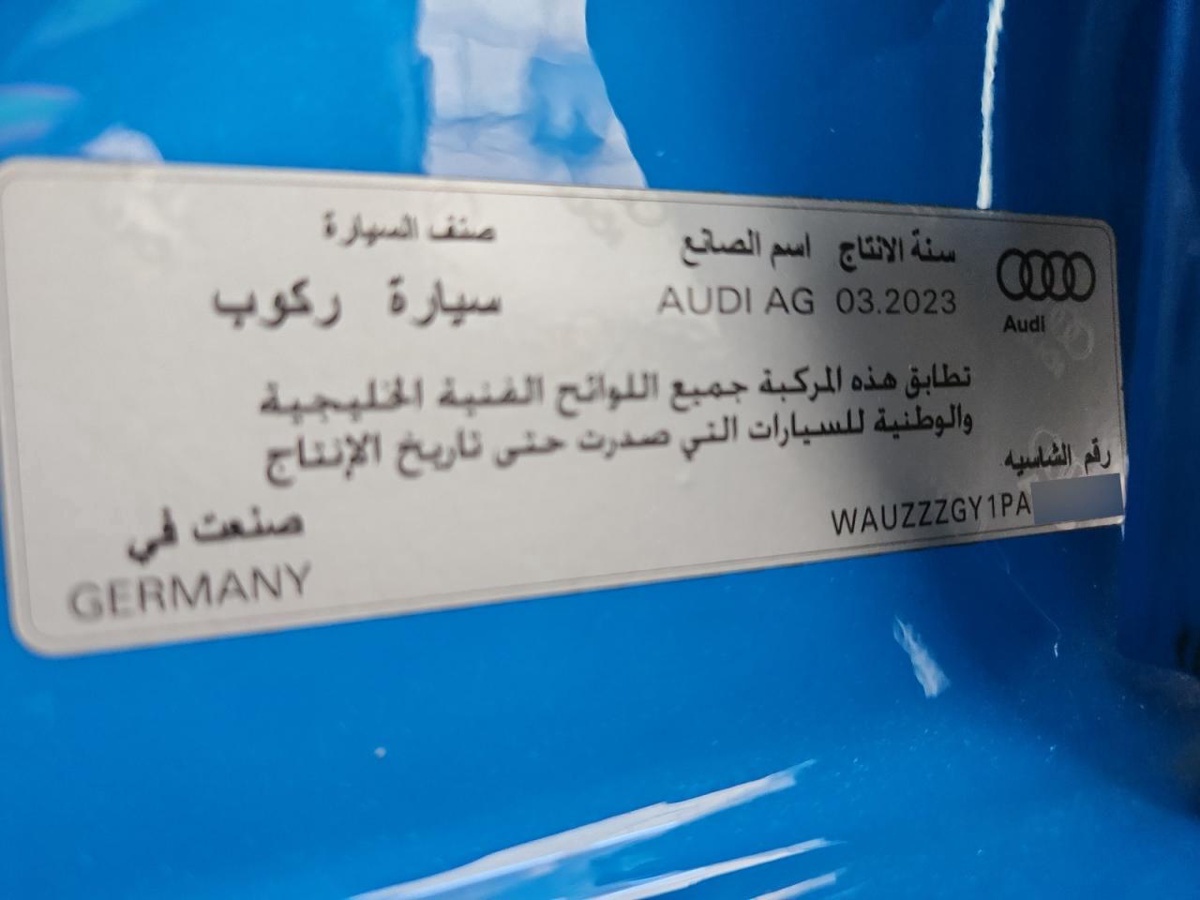 سنة الانتاج اسم الصانع صنف السيارة
AUDI AG 03.2023 سيارة ركوب
Audi
تطابق هذه المركبة جميع اللوائح الفنية الخليجية
والوطنية للسيارات التي صدرت حتى تاريخ الإنتاج
رقم الشاسيه
WAUZZZGY1PA
صنعت في
GERMANY